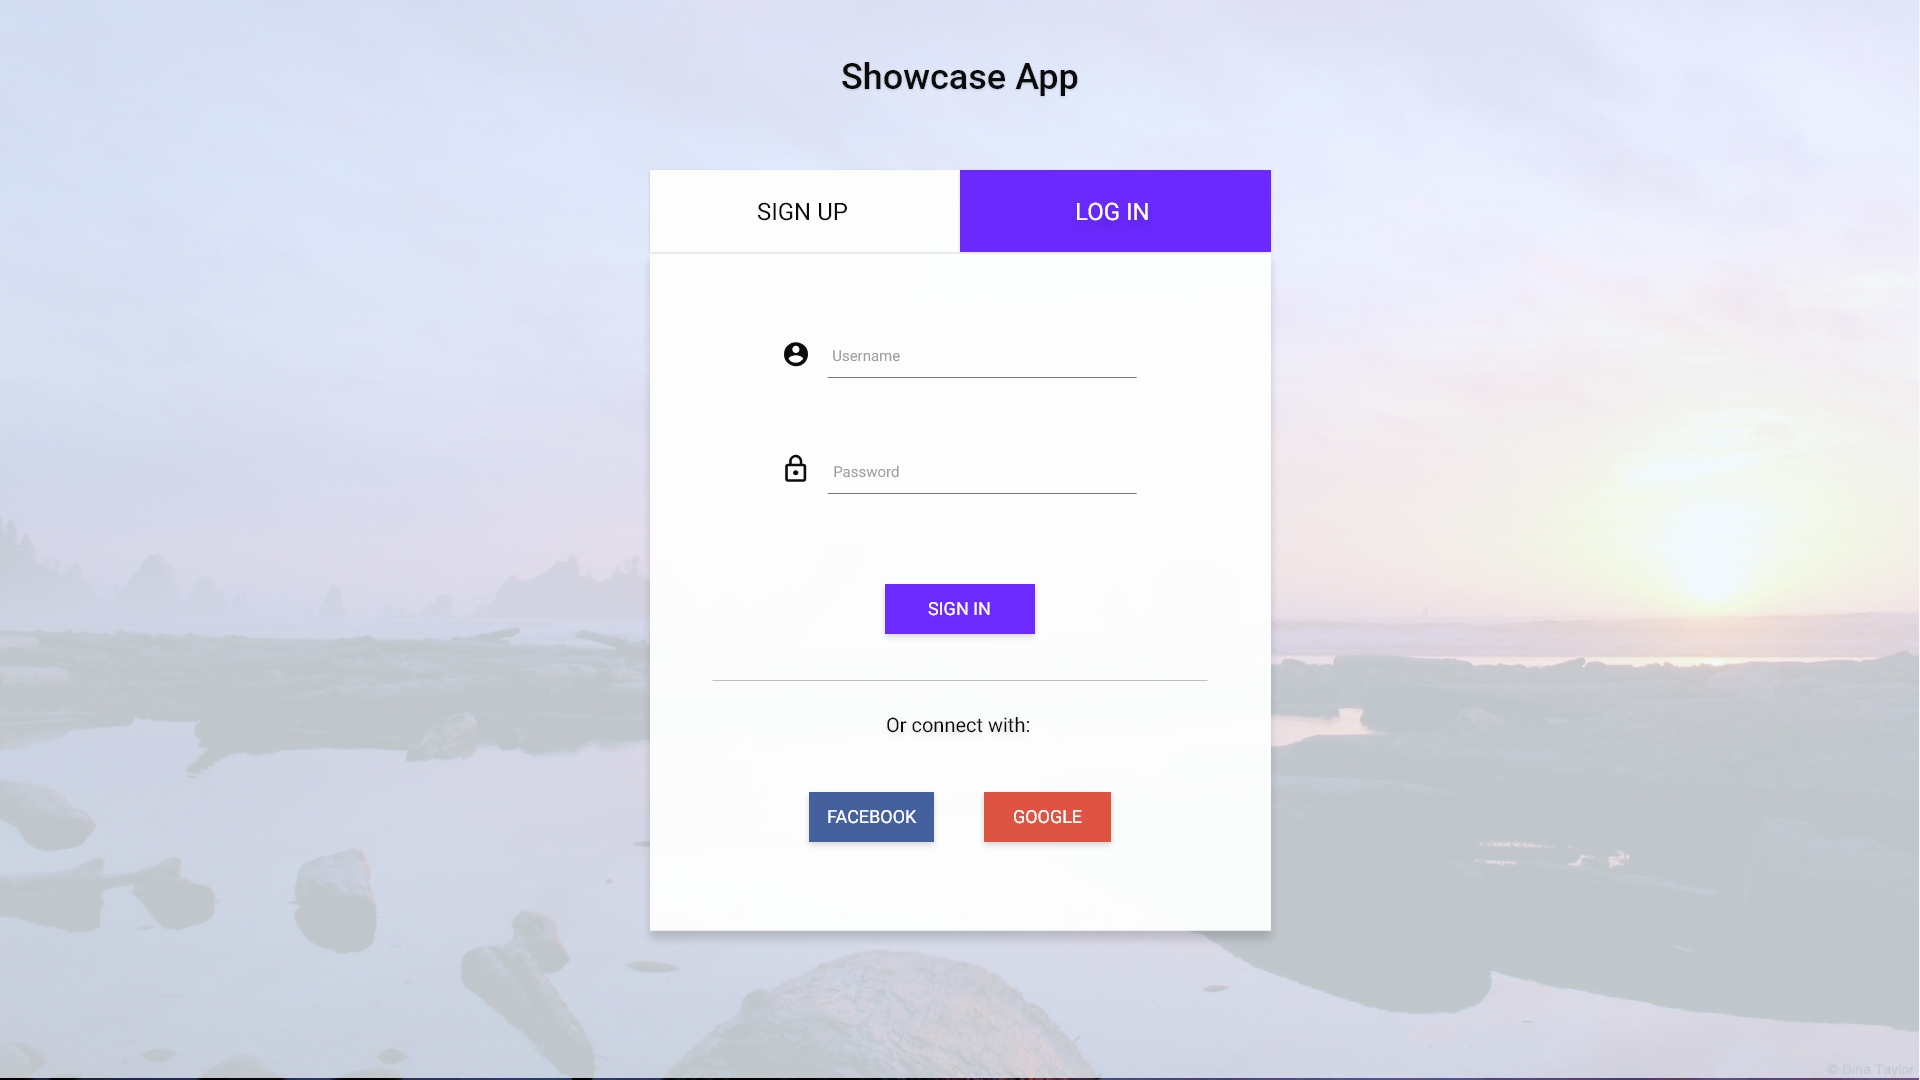 Showcase App
SIGN UP
LOG IN
Username
Password
SIGN IN
Or connect with:
FACEBOOK
GOOGLE
© Dina Taylor